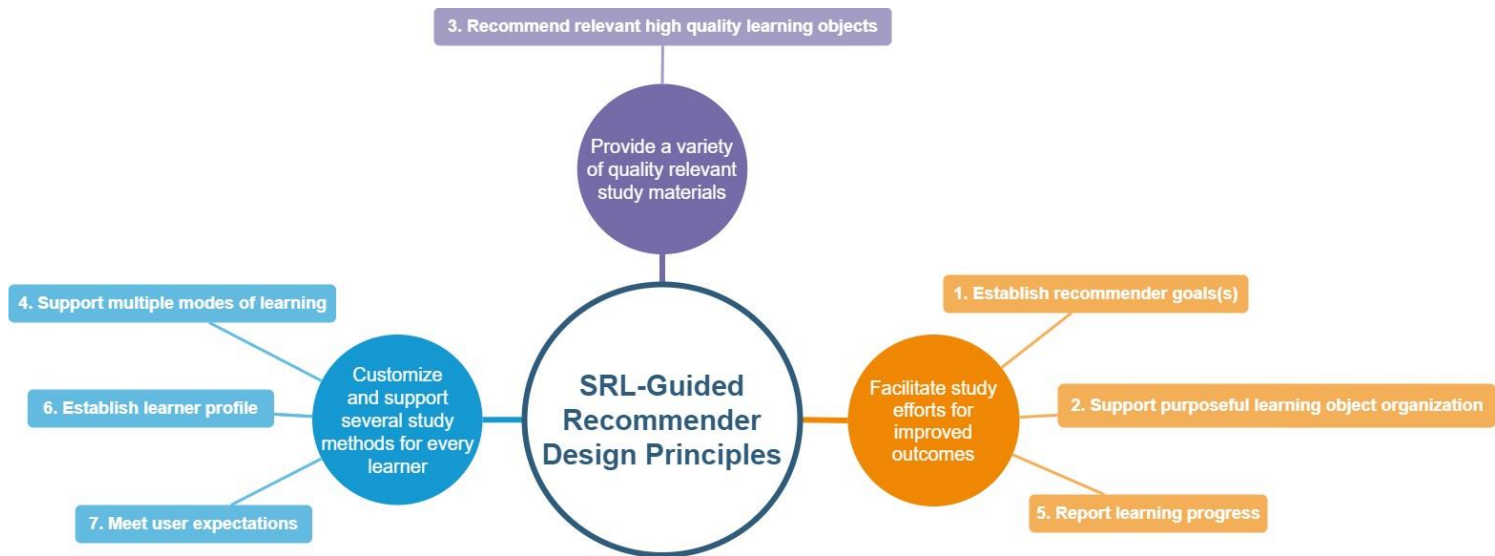 3. Recommend relevant high quality learning objects
Provide a variety
of quality relevant
study materials
4. Support multiple modes of learning
6. Establish learner profile
7. Meet user expectations
Customize
and support
several study
methods for every
learner
SRL-Guided
Recommender
Design Principles
Facilitate study
efforts for
improved
outcomes
1. Establish recommender goals(s)
2. Support purposeful learning object organization
5. Report learning progress